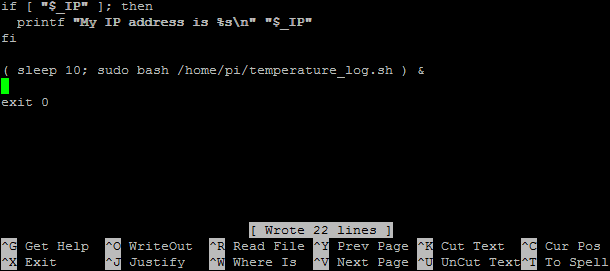 if [ "$_IP" ]; then
  printf "My IP address is %s\n" "$_IP"
fi

( sleep 10; sudo bash /home/pi/temperature_log.sh ) &

exit 0

[ Wrote 22 lines ]
^G Get Help  ^O WriteOut  ^R Read File ^Y Prev Page ^K Cut Text  ^C Cur Pos
^X Exit      ^J Justify   ^W Where Is  ^V Next Page ^U UnCut Text^T To Spell